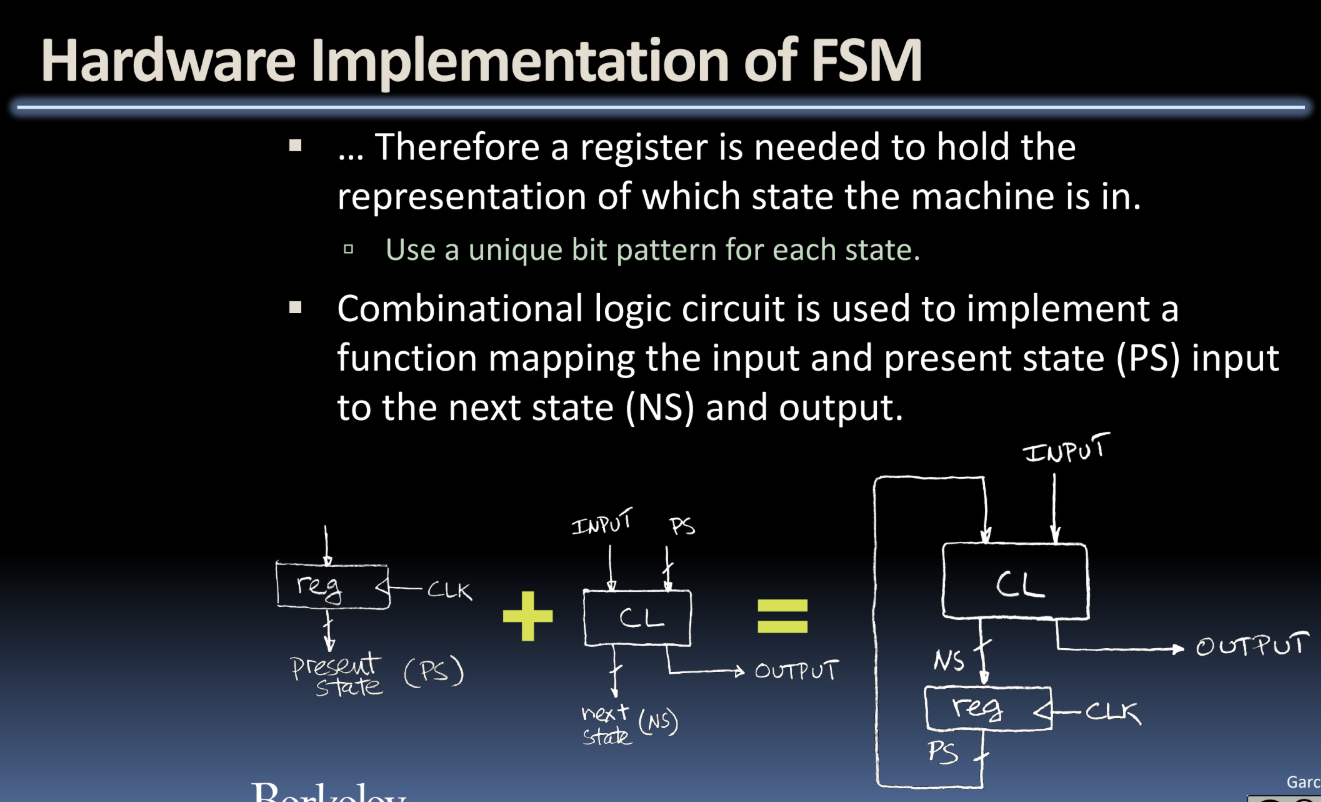 Hardware Implementation of FSM
… Therefore a register is needed to hold the
representation of which state the machine is in.
Use a unique bit pattern for each state.
Combinational logic circuit is used to implement a
function mapping the input and present state (PS) input
to the next state (NS) and output.
reg
CLK
present
state (PS)
+
INPUT PS
CL
OUTPUT
next
state (NS)
=
INPUT
CL
OUTPUT
NS
reg
CLK
PS
Berkeley
Garc